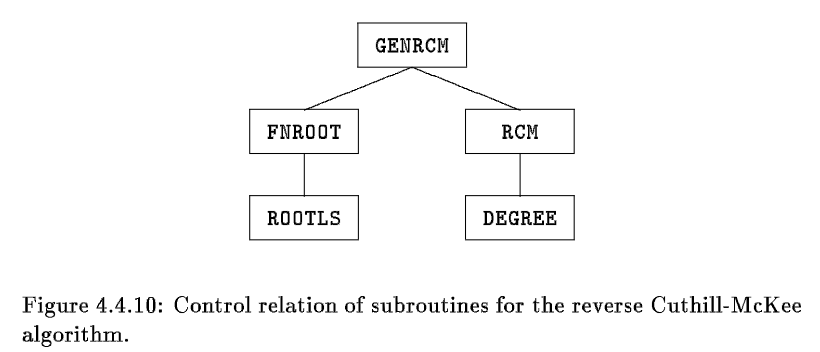 GENRCM
FNROOT
RCM
ROOTLS
DEGREE
Figure 4.4.10: Control relation of subroutines for the reverse Cuthill-McKee
algorithm.